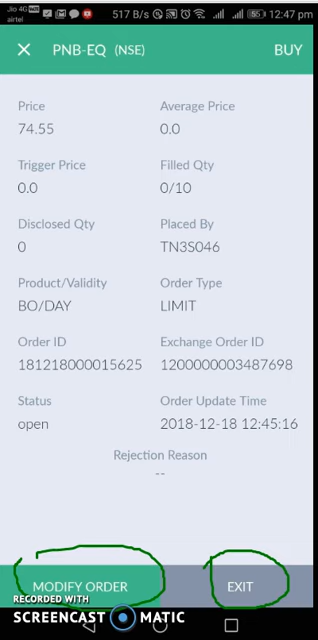 Jio 4G
airtel
517 B/s
55
12:47 pm
PNB-EQ (NSE) BUY
Price Average Price
74.55 0.0
Trigger Price Filled Qty
0.0 0/10
Disclosed Qty Placed By
0 TN3S046
Product/Validity Order Type
BO/DAY LIMIT
Order ID Exchange Order ID
181218000015625 1200000003487698
Status Order Update Time
open 2018-12-18 12:45:16
Rejection Reason
--
MODIFY ORDER EXIT
RECORDED WITH
SCREENCAST MATIC